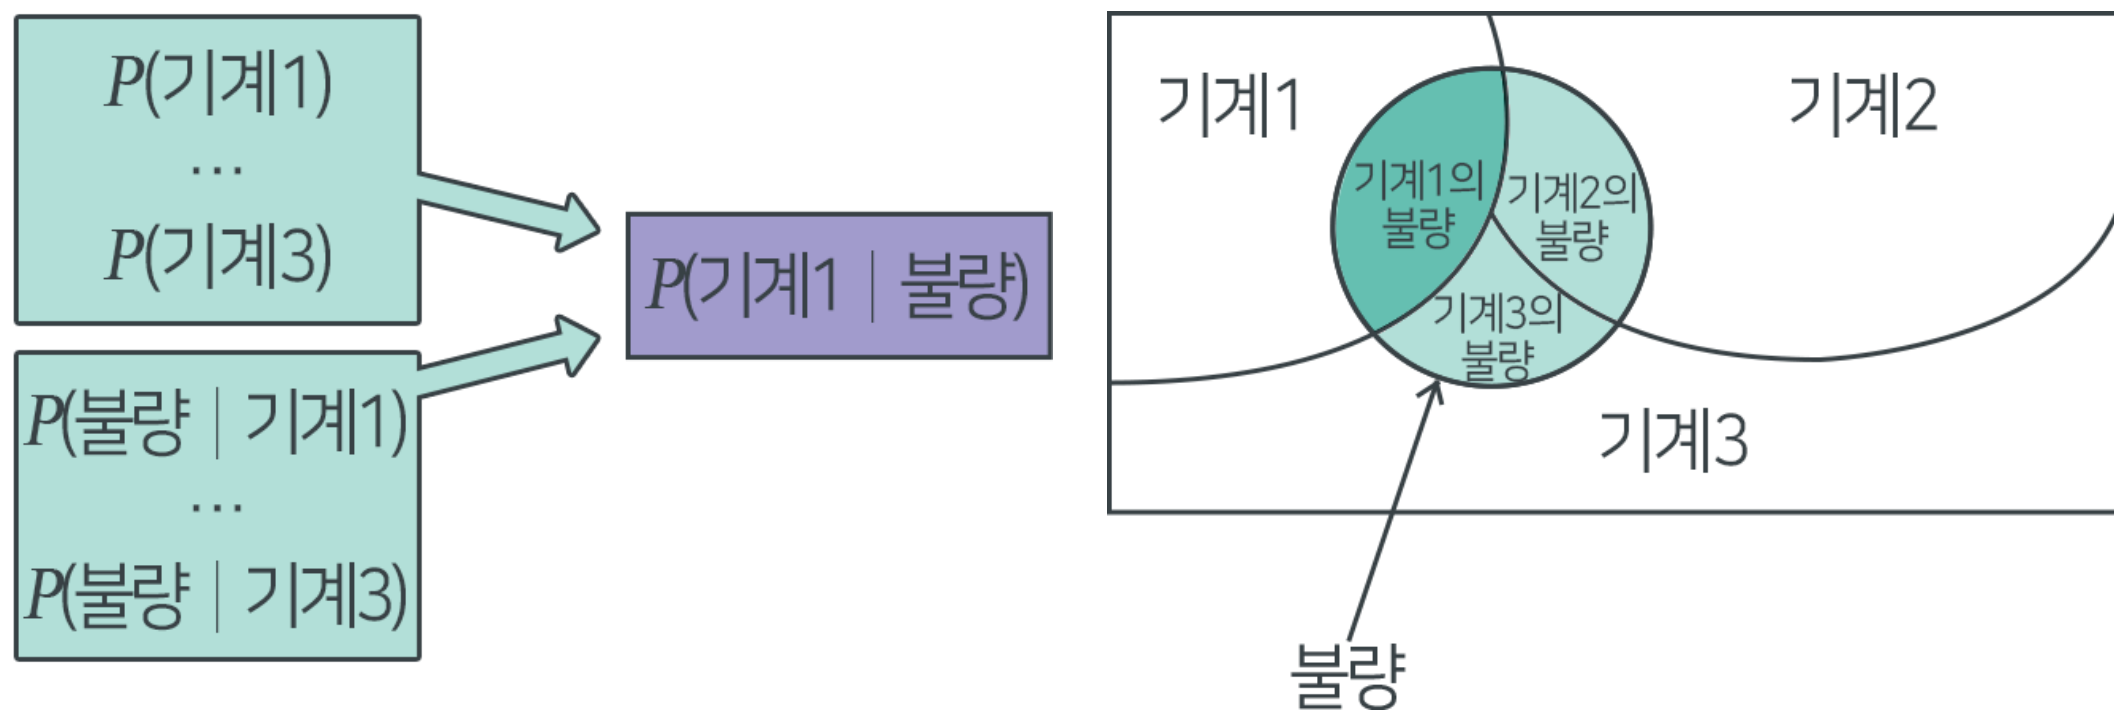 P(기계1)
...
P(기계3)
P(불량 | 기계1)
...
P(불량 | 기계3)
P(기계1 | 불량)
기계1
기계2
기계1의
불량
기계2의
불량
기계3의
불량
기계3
불량